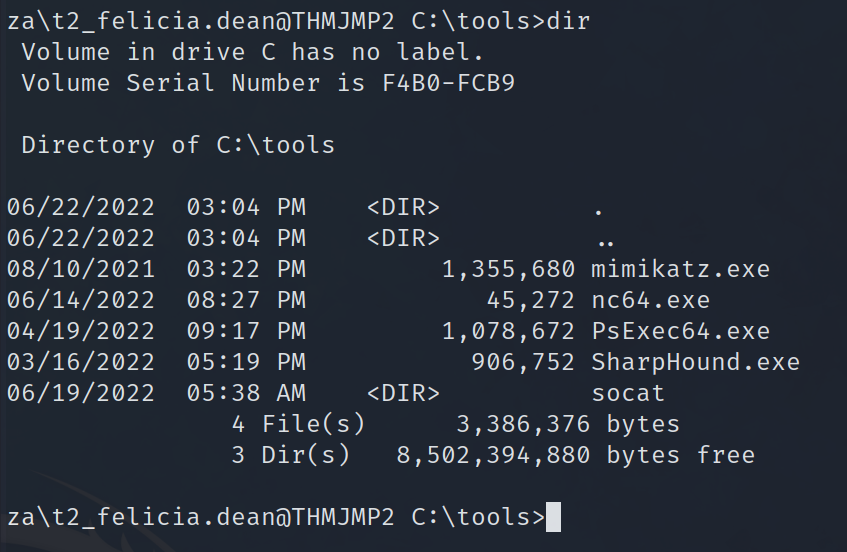 za\t2_felicia.dean@THMJMP2 C:\tools>dir
 Volume in drive C has no label.
 Volume Serial Number is F4B0-FCB9

 Directory of C:\tools

06/22/2022  03:04 PM    <DIR>          .
06/22/2022  03:04 PM    <DIR>          ..
08/10/2021  03:22 PM         1,355,680 mimikatz.exe
06/14/2022  08:27 PM            45,272 nc64.exe
04/19/2022  09:17 PM         1,078,672 PsExec64.exe
03/16/2022  05:19 PM           906,752 SharpHound.exe
06/19/2022  05:38 AM    <DIR>          socat
               4 File(s)      3,386,376 bytes
               3 Dir(s)   8,502,394,880 bytes free

za\t2_felicia.dean@THMJMP2 C:\tools>